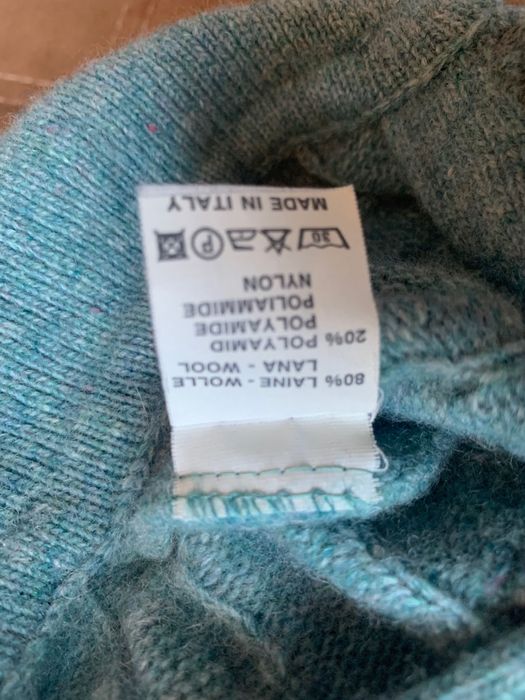 80% LAINE - WOLLE
LANA - WOOL
20% POLYAMID
POLYAMIDE
POLIAMMIDE
NYLON
30 P
MADE IN ITALY